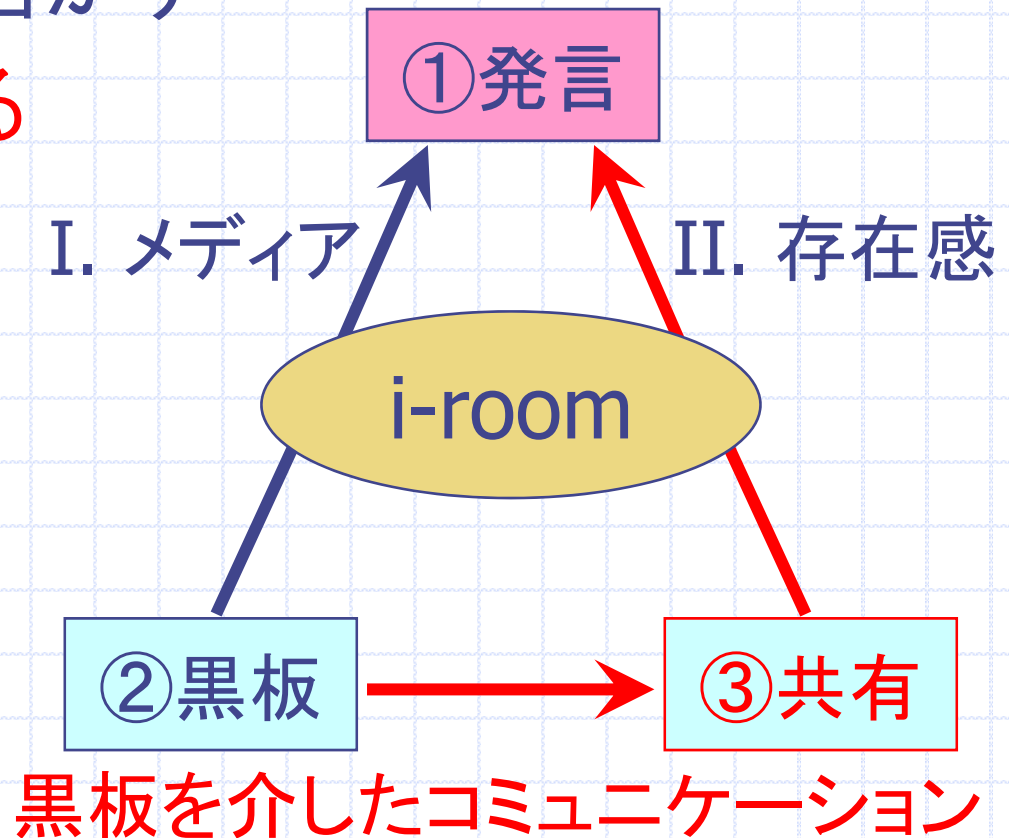 る
①発言
I. メディア
II. 存在感
i-room
②黒板
③共有
黒板を介したコミュニケーション